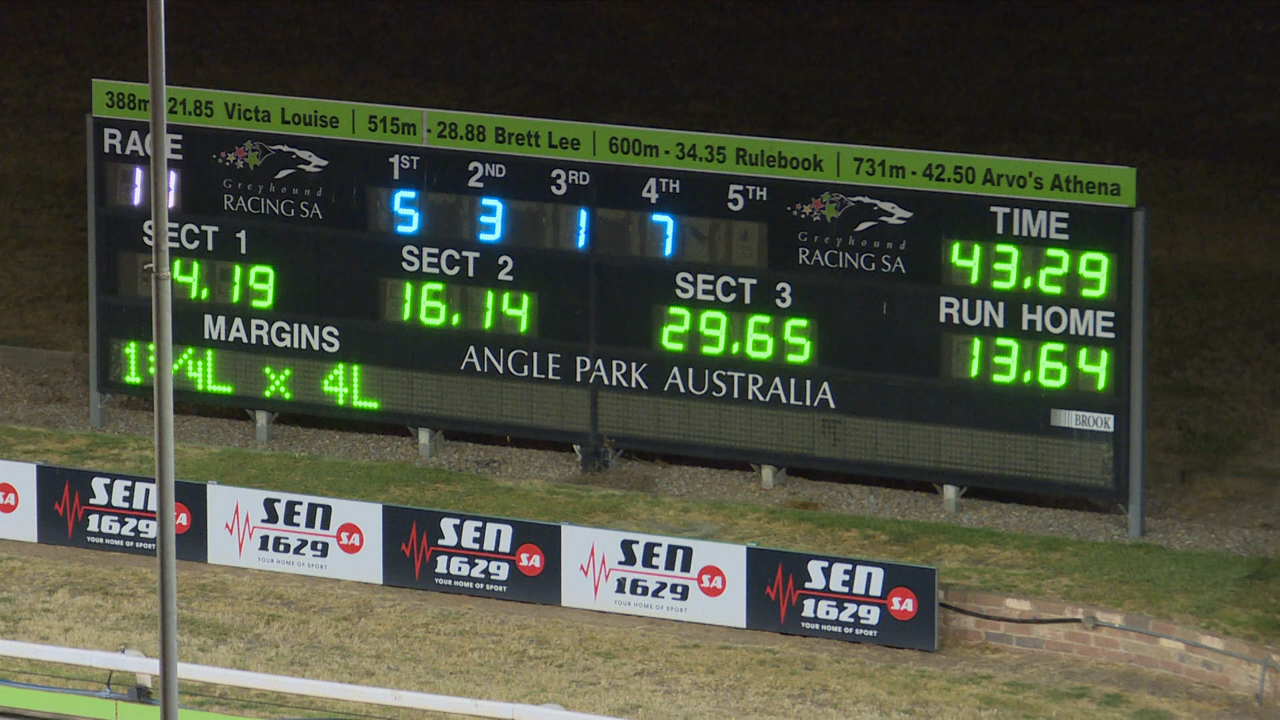 388m 21.85 Victa Louise | 515m - 28.88 Brett Lee | 600m - 34.35 Rulebook | 731m - 42.50 Arvo's Athena
RACE
11
Greyhound
RACING SA
1ST 2ND 3RD 4TH 5TH
5 3 1 7
Greyhound
RACING SA
TIME
43.29
SECT 1
4.19
SECT 2
16.14
SECT 3
29.65
RUN HOME
13.64
MARGINS
4L x 4L
ANGLE PARK AUSTRALIA
BROOK
SA
SEN
1629
SA
YOUR HOME OF SPORT
SEN
1629
SA
YOUR HOME OF SPORT
SEN
1629
SA
YOUR HOME OF SPORT
SEN
1629
SA
YOUR HOME OF SPORT
SEN
1629
SA
YOUR HOME OF SPORT